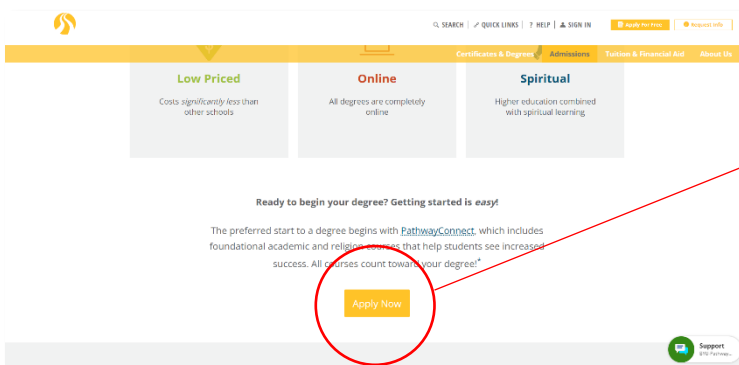 SEARCH | QUICK LINKS | ? HELP | SIGN IN Apply For Free Request Info
Certificates & Degrees Admissions Tuition & Financial Aid About Us
Low Priced
Costs significantly less than
other schools
Online
All degrees are completely
online
Spiritual
Higher education combined
with spiritual learning
Ready to begin your degree? Getting started is easy!
The preferred start to a degree begins with PathwayConnect, which includes
foundational academic and religion courses that help students see increased
success. All courses count toward your degree!*
Apply Now
Support
BYU-Pathway...